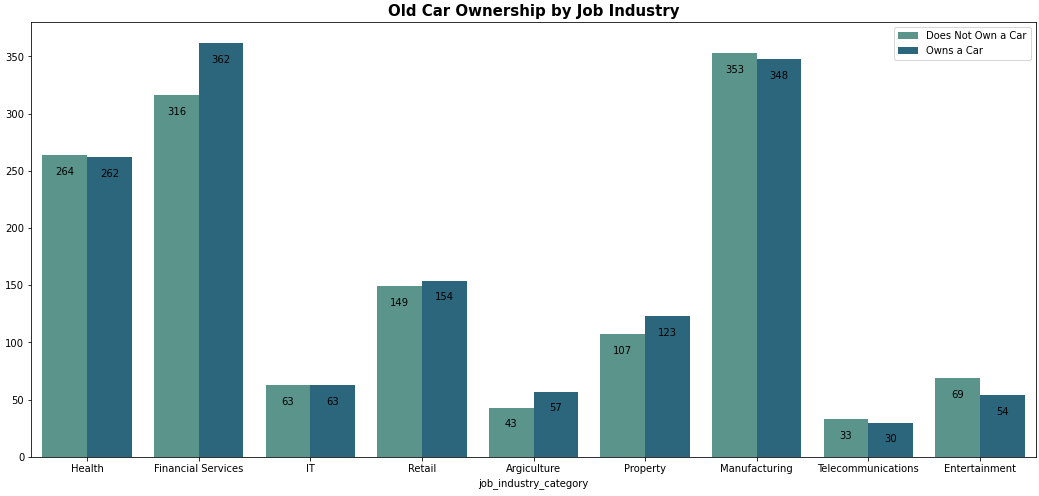 Old Car Ownership by Job Industry
Does Not Own a Car
Owns a Car
350
300
250
200
150
100
50
0
264
262
316
362
63
63
149
154
43
57
107
123
353
348
33
30
69
54
Health
Financial Services
IT
Retail
Argiculture
Property
Manufacturing
Telecommunications
Entertainment
job_industry_category